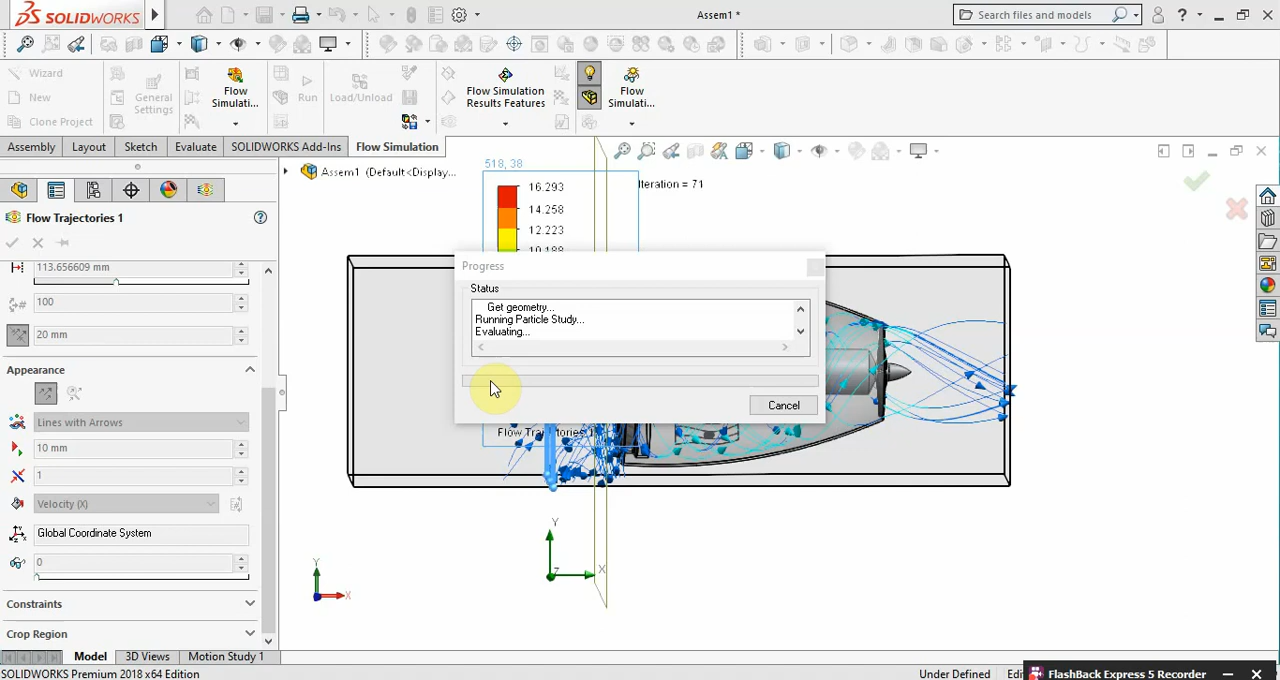 SOLIDWORKS
Assem1 *
Search files and models
?
Wizard
New
Clone Project
General
Settings
Flow
Simulati...
Run
Load/Unload
Flow Simulation
Results Features
Flow
Simulati...
Assembly
Layout
Sketch
Evaluate
SOLIDWORKS Add-Ins
Flow Simulation
Flow Trajectories 1
?
113.656609 mm
100
20 mm
Appearance
Lines with Arrows
10 mm
1
Velocity (X)
Global Coordinate System
0
Constraints
Crop Region
Assem1 (Default<Display...
518, 38
16.293
14.258
12.223
10.188
Iteration = 71
Progress
Status
Get geometry...
Running Particle Study...
Evaluating...
Cancel
Flow Trajectories 1
Y
X
Z
Y
X
Model
3D Views
Motion Study 1
SOLIDWORKS Premium 2018 x64 Edition
Under Defined
Edi
FlashBack Express 5 Recorder